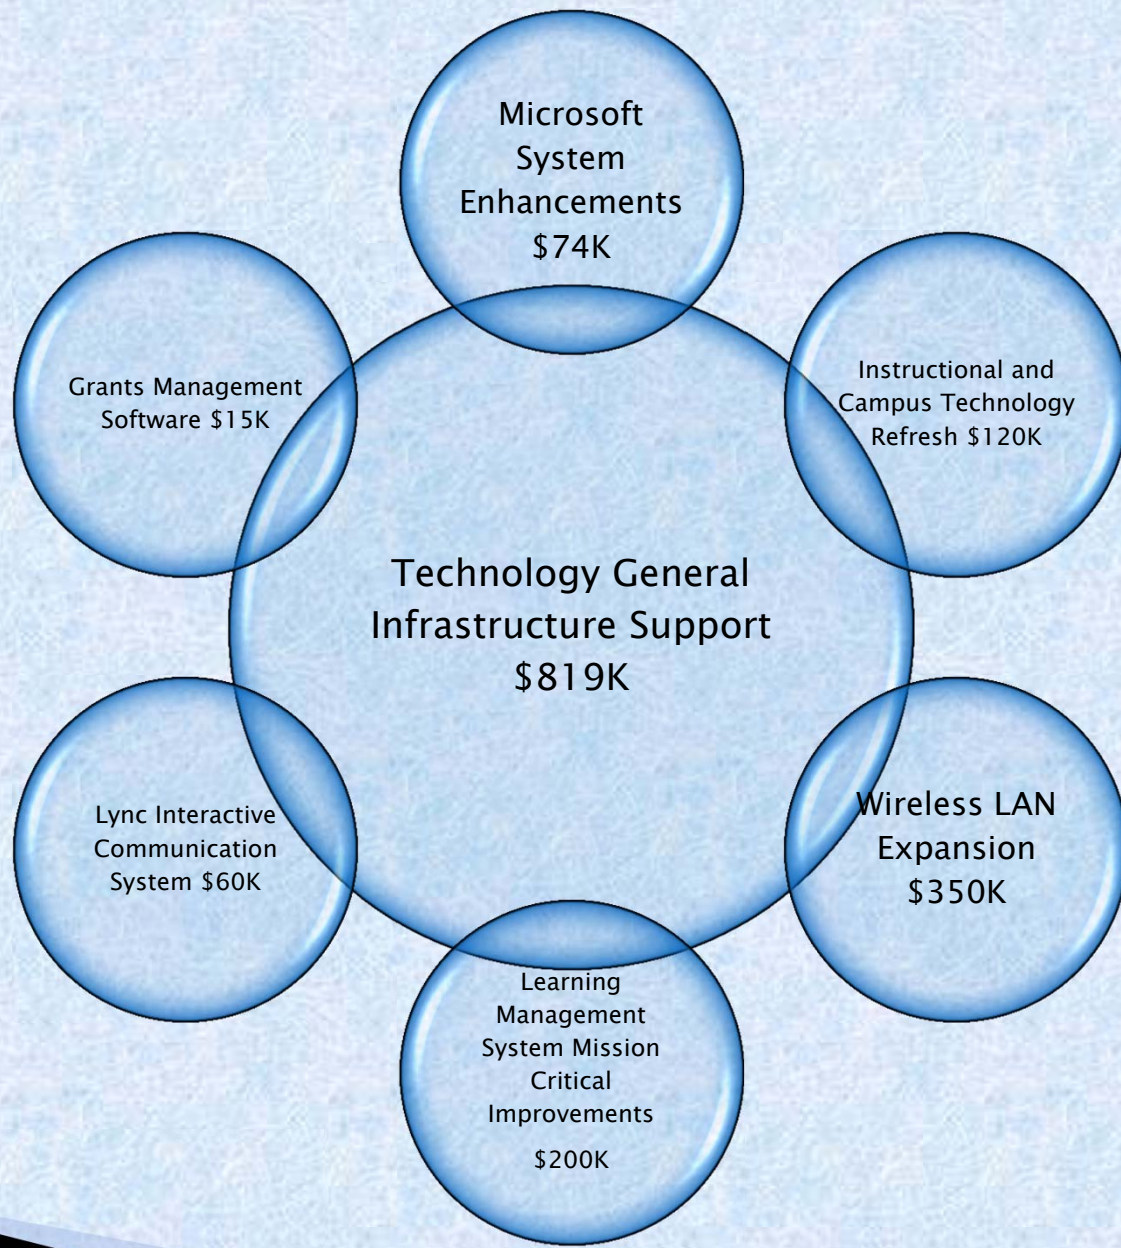 Microsoft
System
Enhancements
$74K
Grants Management
Software $15K
Instructional and
Campus Technology
Refresh $120K
Technology General
Infrastructure Support
$819K
Lync Interactive
Communication
System $60K
Wireless LAN
Expansion
$350K
Learning
Management
System Mission
Critical
Improvements
$200K